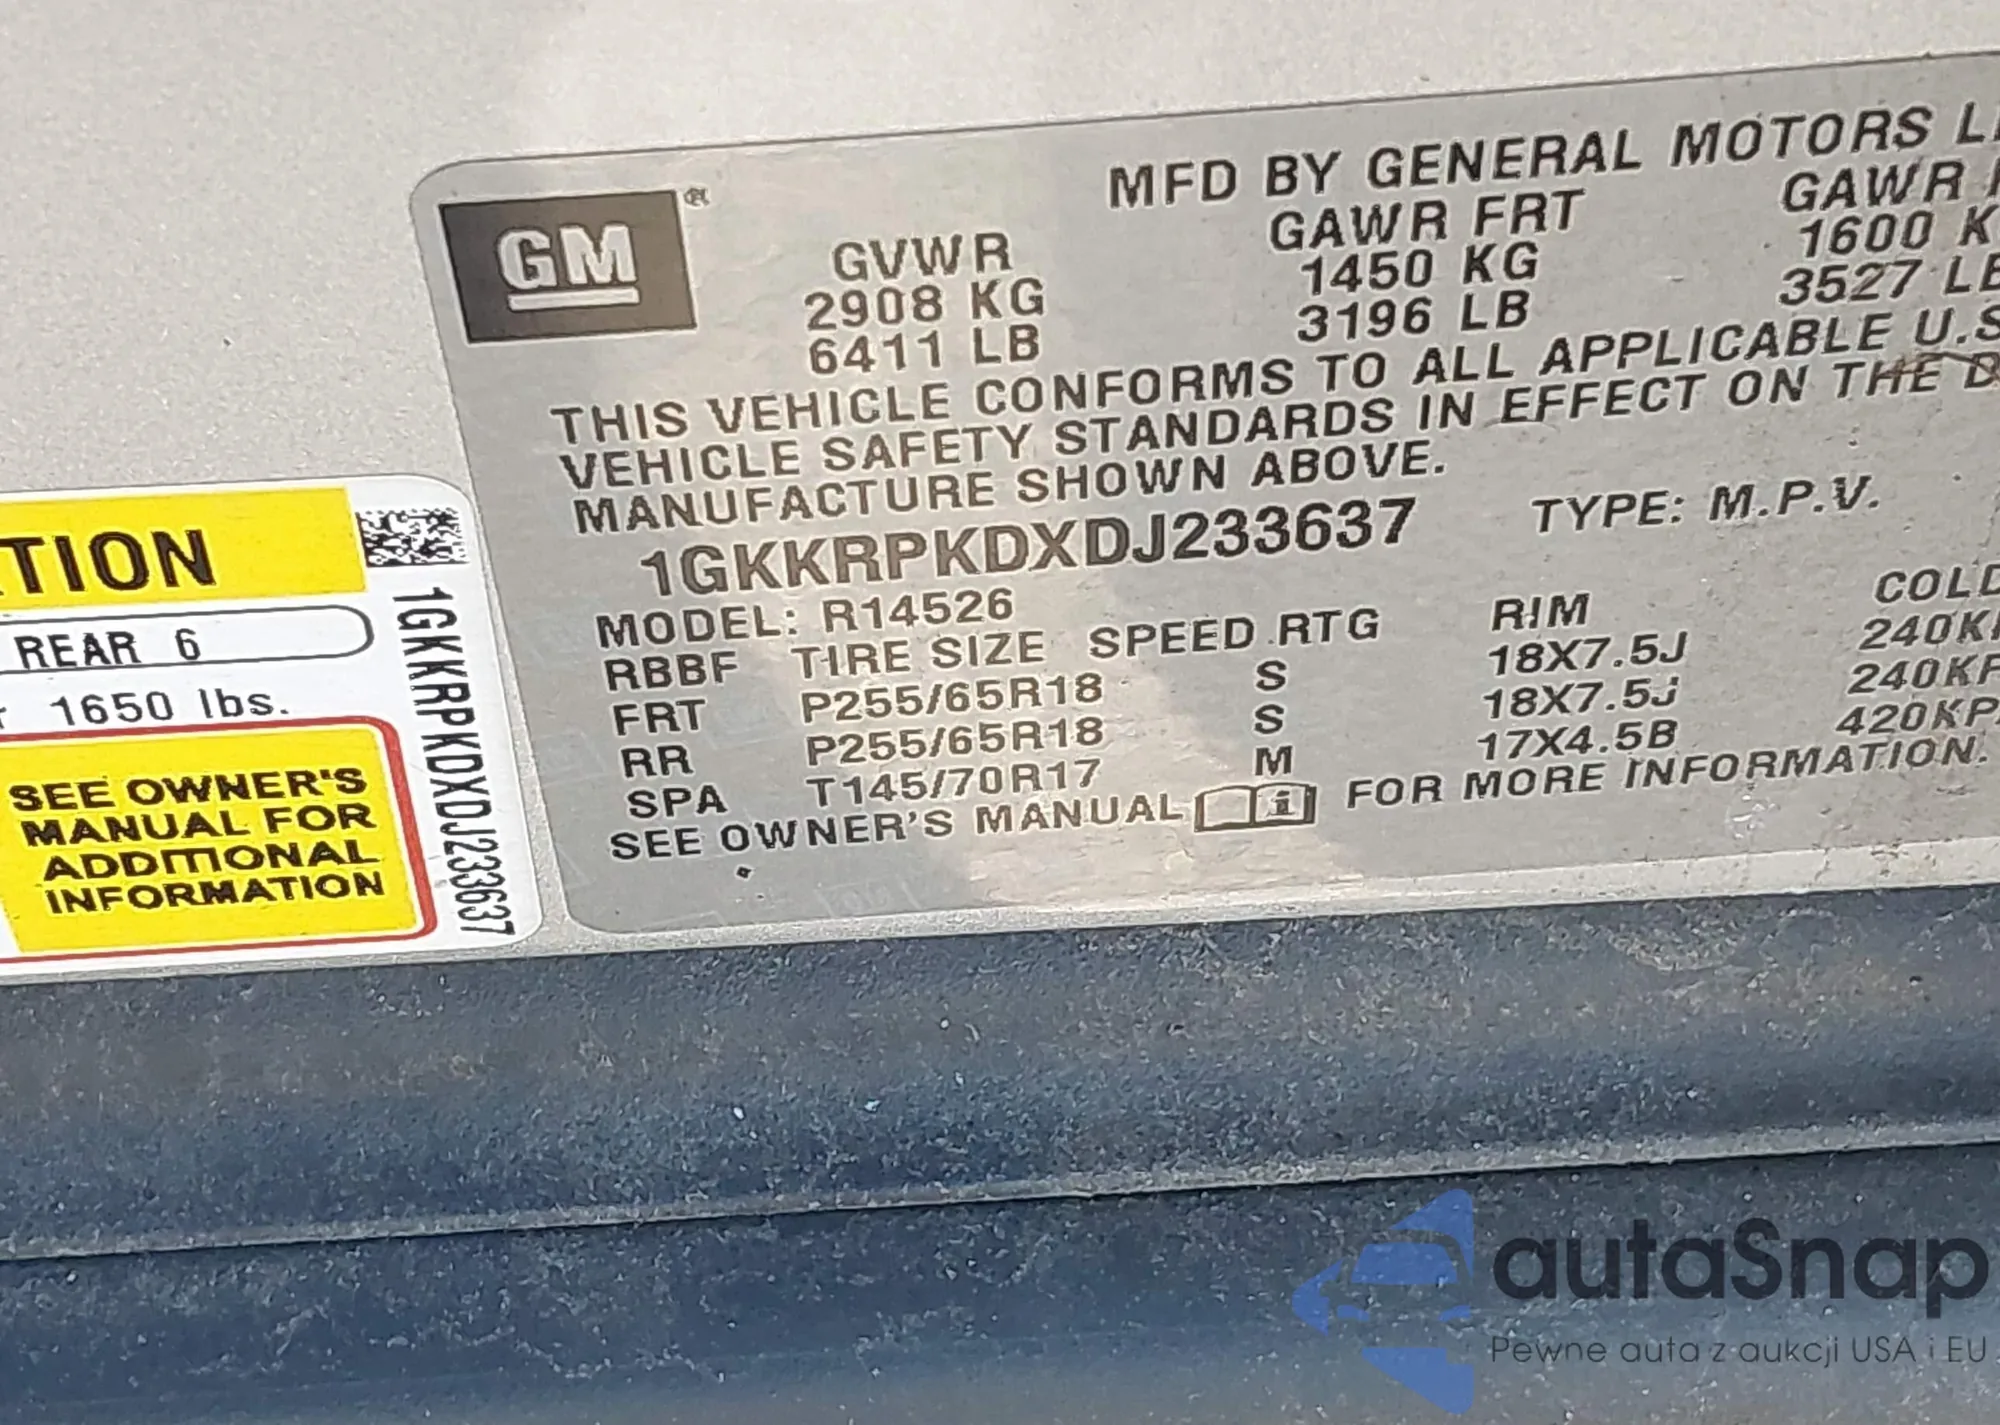 MFD BY GENERAL MOTORS
GM
GVWR GAWR FRT GAWR
2908 KG 1450 KG 1600
6411 LB 3196 LB 3527
THIS VEHICLE CONFORMS TO ALL APPLICABLE U.S
VEHICLE SAFETY STANDARDS IN EFFECT ON THE
MANUFACTURE SHOWN ABOVE.
1GKKRPKDXDJ233637 TYPE: M.P.V.
MODEL: R14526
RBBF TIRE SIZE SPEED RTG RIM COLD
FRT P255/65R18 S 18X7.5J
RR P255/65R18 S 18X7.5J
SPA T145/70R17 M 17X4.5B
SEE OWNER'S MANUAL FOR MORE INFORMATION.
TION
REAR 6
1650 lbs.
SEE OWNER'S
MANUAL FOR
ADDITIONAL
INFORMATION
1GKKRPKDXDJ233637
autaSnap
Pewne auta z aukcji USA i EU